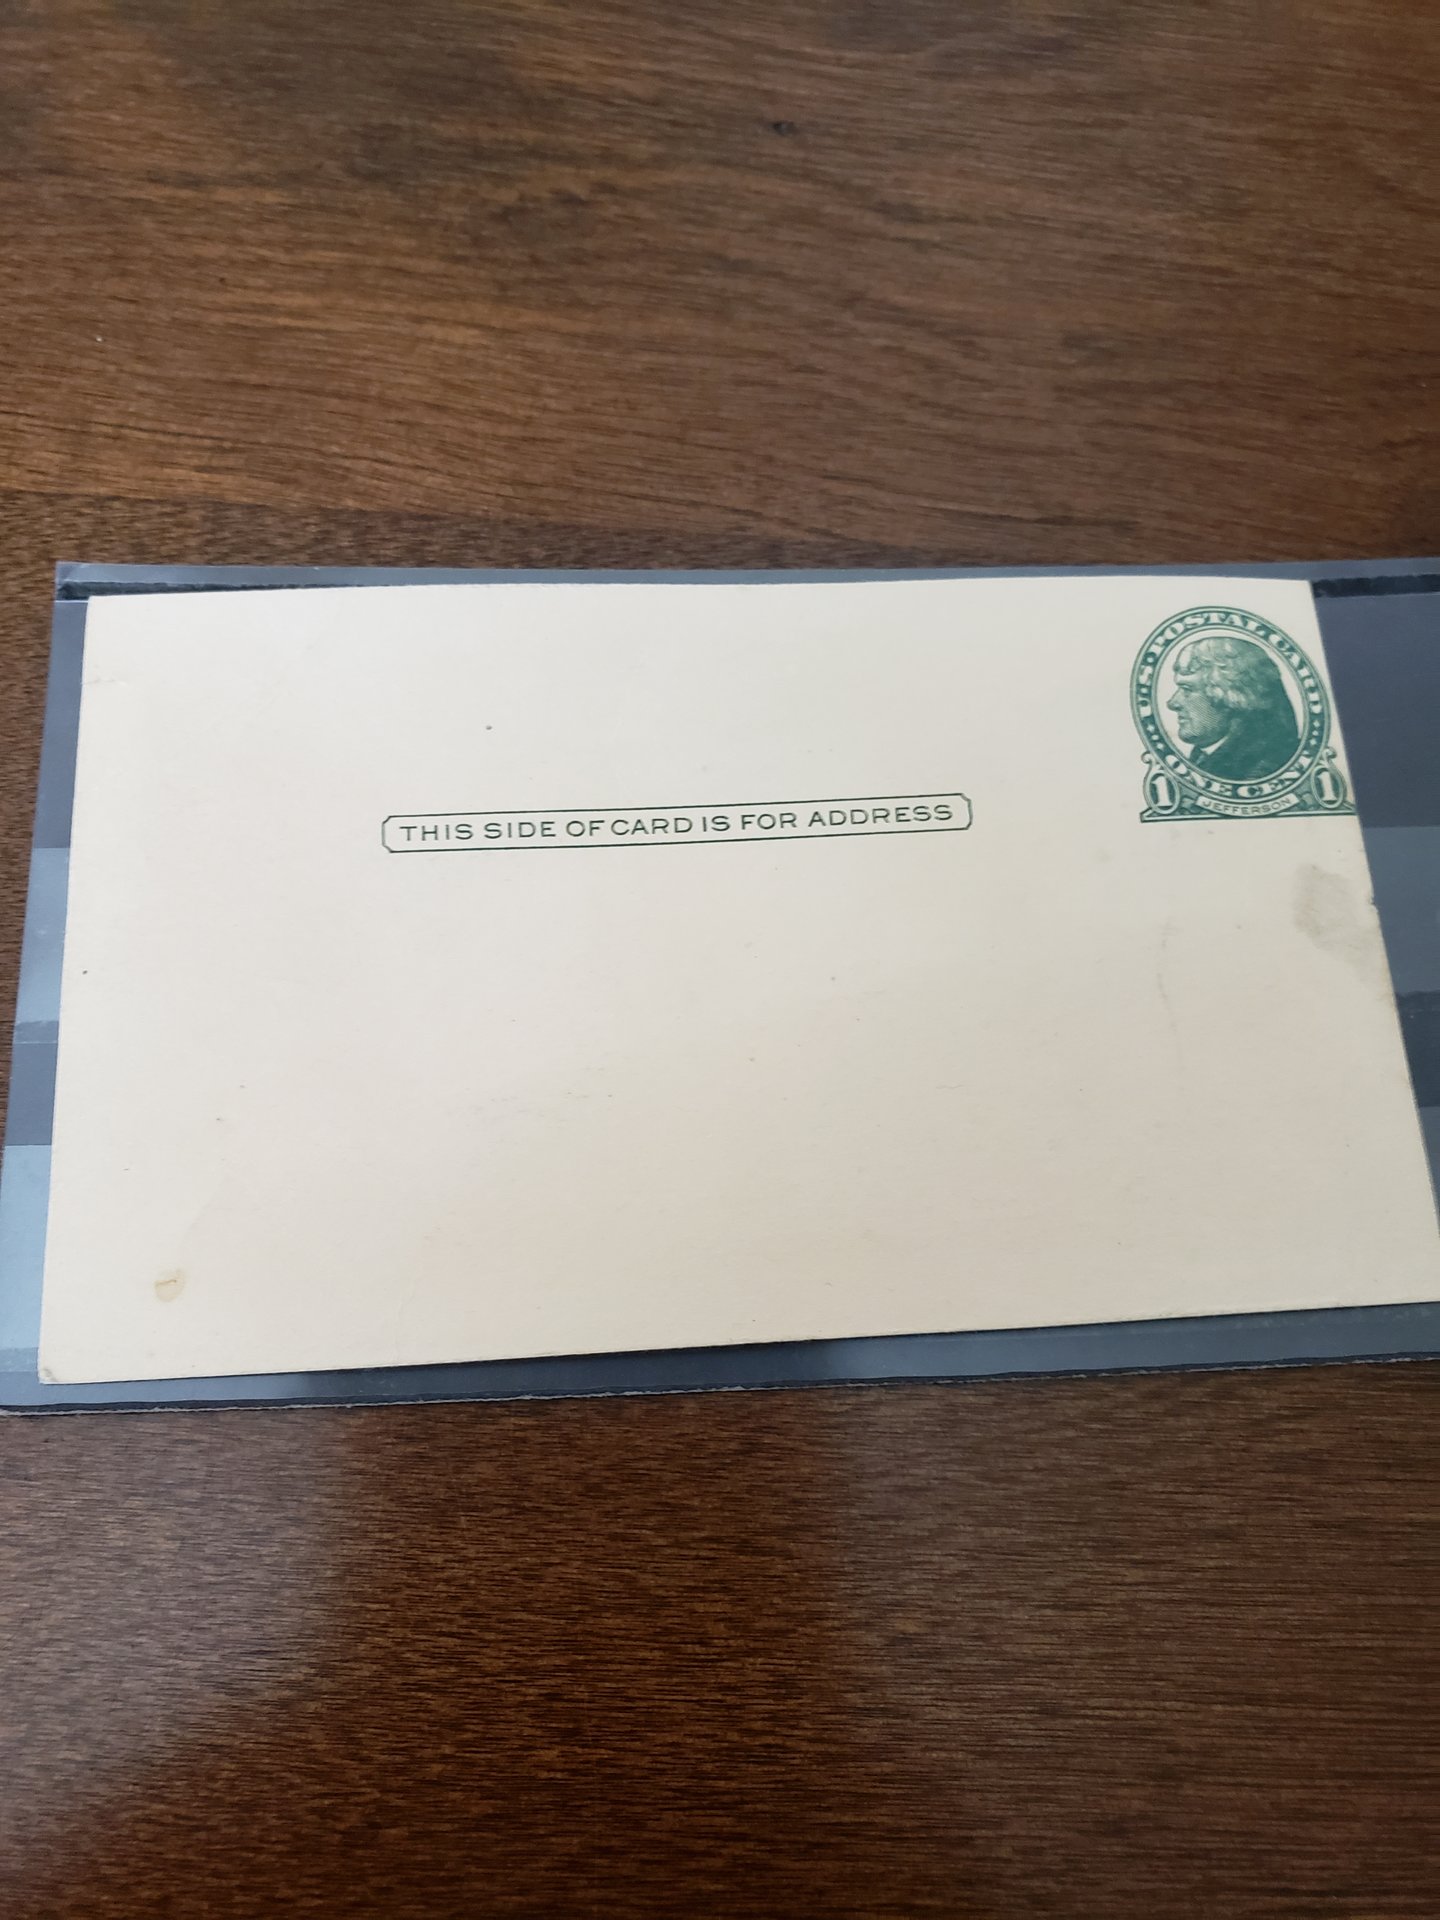 U.S. POSTAL CARD
ONE CENT
1 JEFFERSON 1
THIS SIDE OF CARD IS FOR ADDRESS